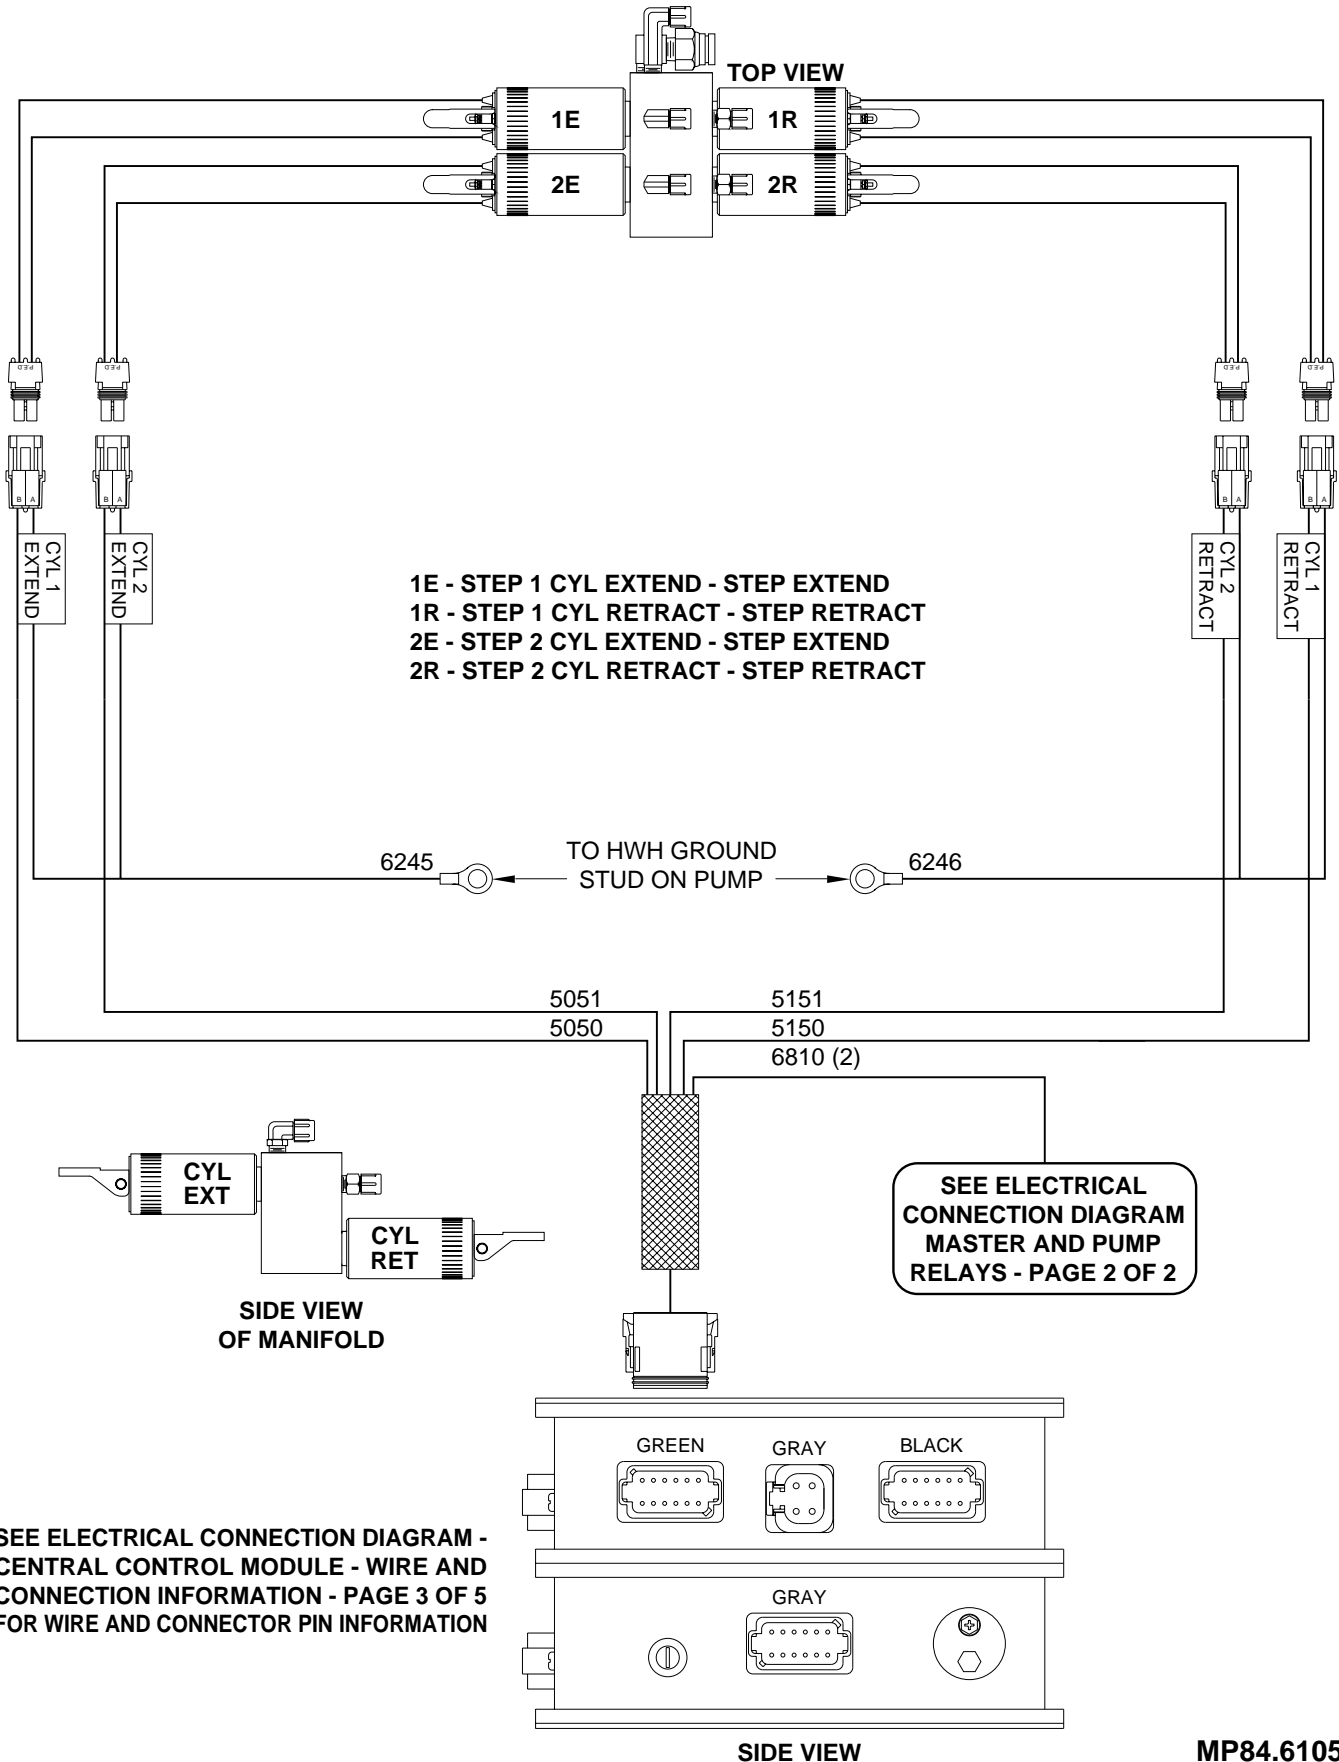 TOP VIEW
1E
1R
2E
2R
P.E.D
P.E.D
P.E.D
P.E.D
B A
B A
B A
B A
CYL 1
EXTEND
CYL 2
EXTEND
CYL 2
RETRACT
CYL 1
RETRACT
1E - STEP 1 CYL EXTEND - STEP EXTEND
1R - STEP 1 CYL RETRACT - STEP RETRACT
2E - STEP 2 CYL EXTEND - STEP EXTEND
2R - STEP 2 CYL RETRACT - STEP RETRACT
6245
TO HWH GROUND
STUD ON PUMP
6246
5051
5151
5050
5150
6810 (2)
CYL
EXT
CYL
RET
SIDE VIEW
OF MANIFOLD
SEE ELECTRICAL
CONNECTION DIAGRAM
MASTER AND PUMP
RELAYS - PAGE 2 OF 2
GREEN
GRAY
BLACK
SEE ELECTRICAL CONNECTION DIAGRAM -
CENTRAL CONTROL MODULE - WIRE AND
CONNECTION INFORMATION - PAGE 3 OF 5
FOR WIRE AND CONNECTOR PIN INFORMATION
GRAY
SIDE VIEW
MP84.6105